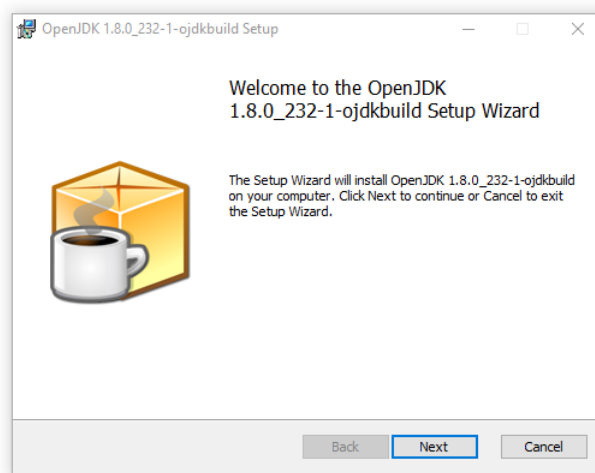 OpenJDK 1.8.0_232-1-ojdkbuild Setup
Welcome to the OpenJDK
1.8.0_232-1-ojdkbuild Setup Wizard
The Setup Wizard will install OpenJDK 1.8.0_232-1-ojdkbuild
on your computer. Click Next to continue or Cancel to exit
the Setup Wizard.
Back Next Cancel